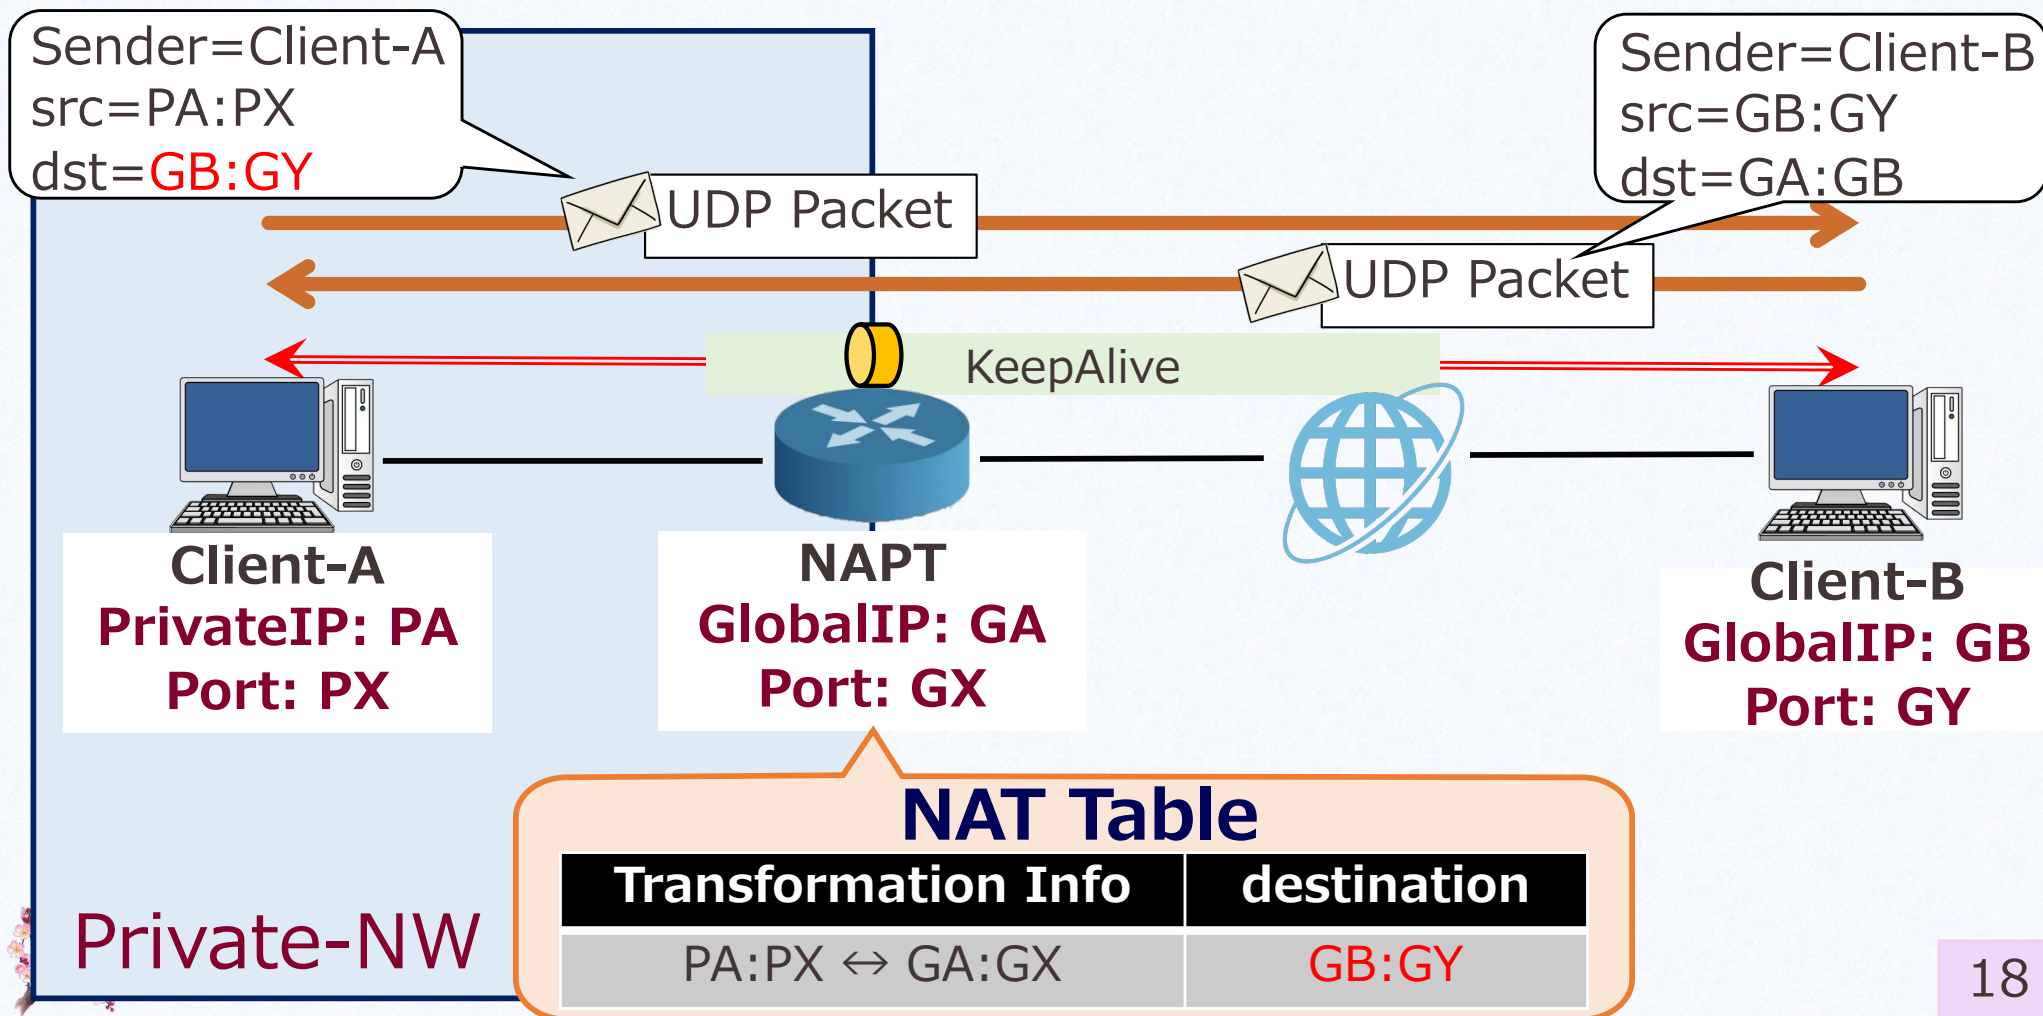 Sender=Client-A
src=PA:PX
dst=GB:GY
Sender=Client-B
src=GB:GY
dst=GA:GB
UDP Packet
UDP Packet
KeepAlive
Client-A
PrivateIP: PA
Port: PX
NAPT
GlobalIP: GA
Port: GX
Client-B
GlobalIP: GB
Port: GY
NAT Table
Transformation Info destination
PA:PX ↔ GA:GX GB:GY
Private-NW
18